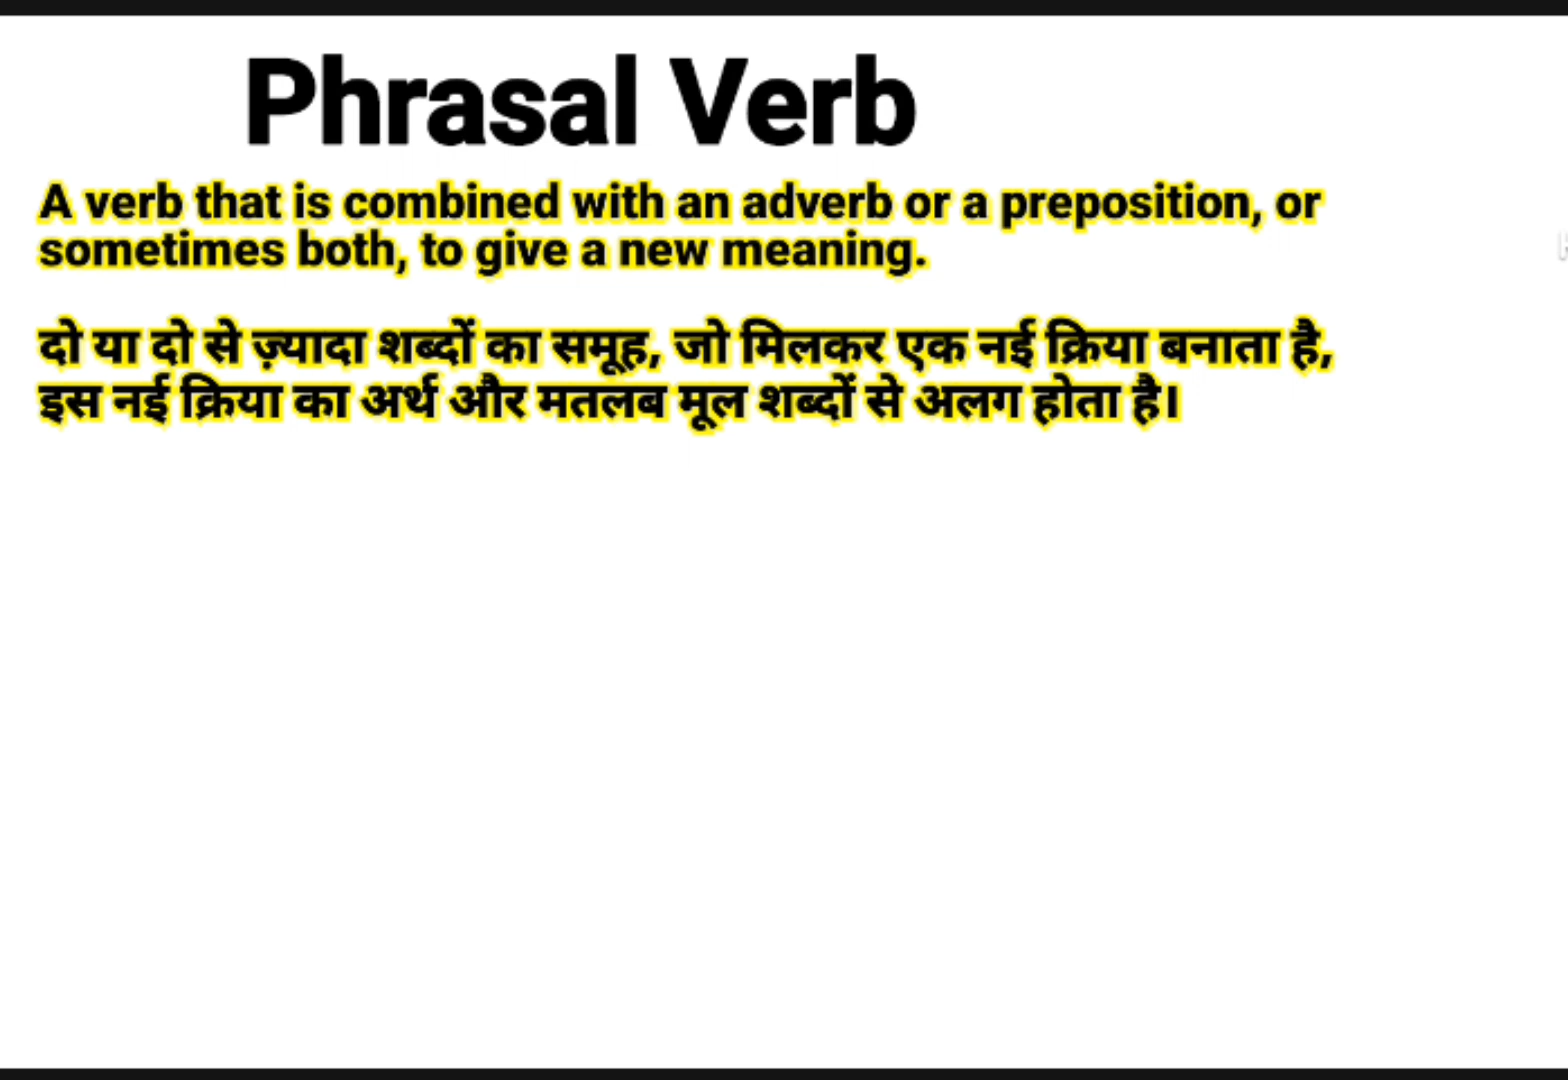 Phrasal Verb
A verb that is combined with an adverb or a preposition, or
sometimes both, to give a new meaning.
दो या दो से ज़्यादा शब्दों का समूह, जो मिलकर एक नई क्रिया बनाता है,
इस नई क्रिया का अर्थ और मतलब मूल शब्दों से अलग होता है।